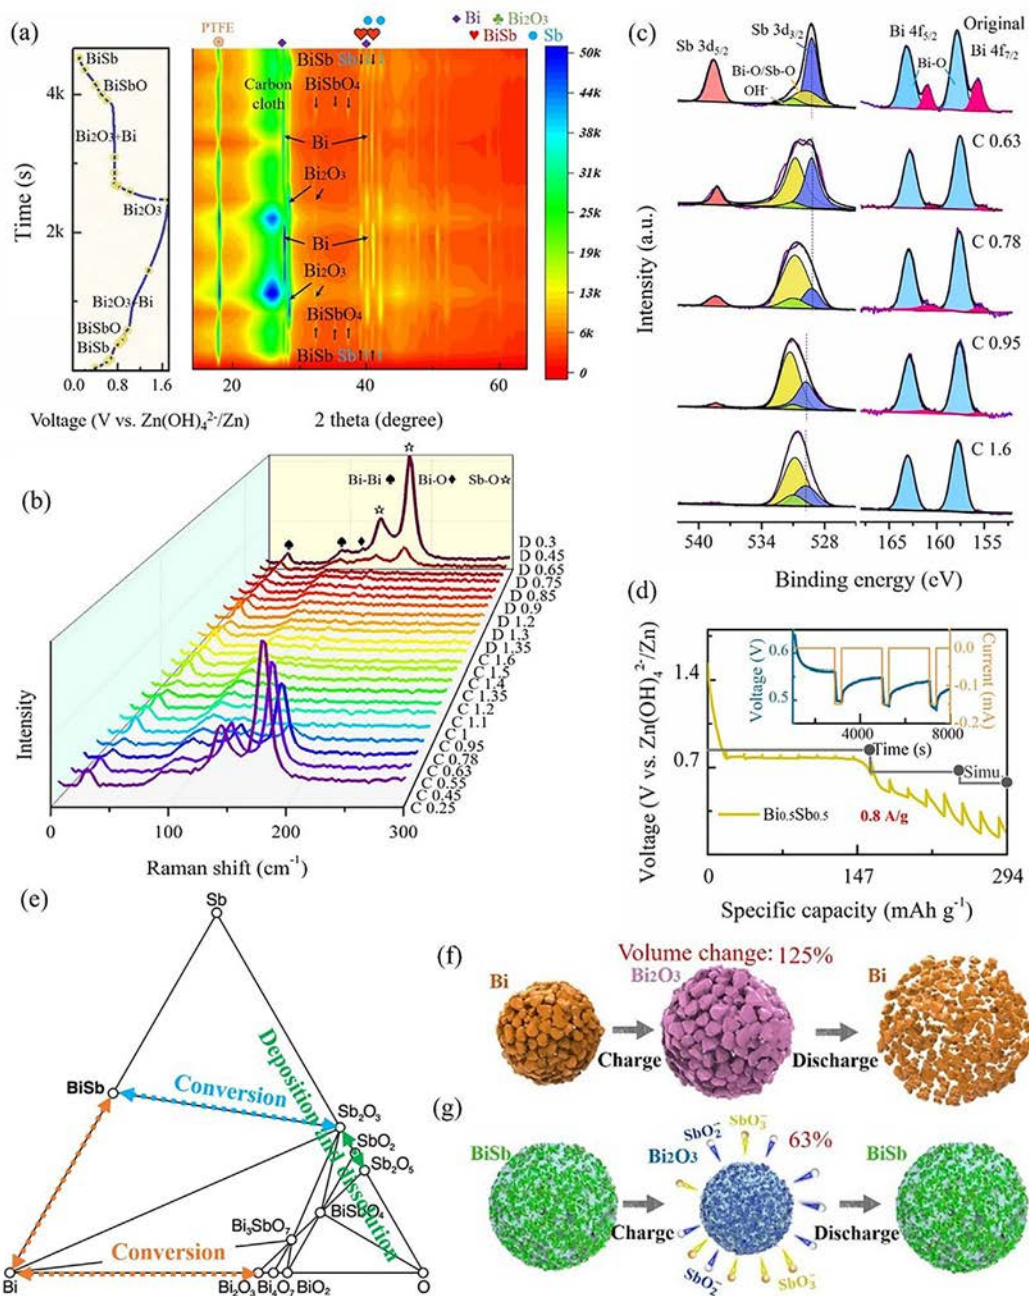 (a)
BiSb
BiSbO
Bi₂O₃+Bi
Bi₂O₃
Bi₂O₃+Bi
BiSbO
BiSb
4k
2k
Time (s)
0.0 0.8 1.6
Voltage (V vs. Zn(OH)₄²⁻/Zn)
PTFE
◆ Bi ♣ Bi₂O₃
♥ BiSb ● Sb
BiSb Sb
BiSbO₄
Carbon
cloth
Bi
Bi₂O₃
Bi
Bi₂O₃
BiSbO₄
BiSb Sb
20 40 60
2 theta (degree)
50k
48k
44k
38k
35k
29k
26k
19k
13k
6k
0
(b)
Bi-Bi ♠ Bi-O ♦ Sb-O ☆
D 0.3
D 0.45
D 0.65
D 0.75
D 0.85
D 0.9
D 1.2
D 1.3
D 1.35
C 1.6
C 1.5
C 1.4
C 1.35
C 1.2
C 1.1
C 1
C 0.95
C 0.78
C 0.63
C 0.55
C 0.45
C 0.25
Intensity
0 100 200 300
Raman shift (cm⁻¹)
(c)
Sb 3d₅/₂
Sb 3d₃/₂
Bi-O/Sb-O
OH⁻
Bi 4f₅/₂
Bi-O
Original
Bi 4f₇/₂
C 0.63
C 0.78
C 0.95
C 1.6
Intensity (a.u.)
540 534 528 165 160 155
Binding energy (eV)
(d)
Voltage (V vs. Zn(OH)₄²⁻/Zn)
1.4
0.7
0.6
0.5
Voltage (V)
0.0
-0.1
-0.2
Current (mA)
4000 8000
Time (s)
Simu.
Bi₀.₅Sb₀.₅
0.8 A/g
0 147 294
Specific capacity (mAh g⁻¹)
(e)
Sb
BiSb
Conversion
Deposition and dissolution
Sb₂O₃
SbO₂
Sb₂O₅
BiSbO₄
Bi₃SbO₇
Conversion
Bi
Bi₂O₃
Bi₄O₇
BiO₂
O
(f)
Volume change: 125%
Bi
Bi₂O₃
Bi
Charge
Discharge
(g)
SbO₂⁻
SbO₃⁻
63%
BiSb
Bi₂O₃
BiSb
Charge
Discharge
SbO₂⁻
SbO₃⁻